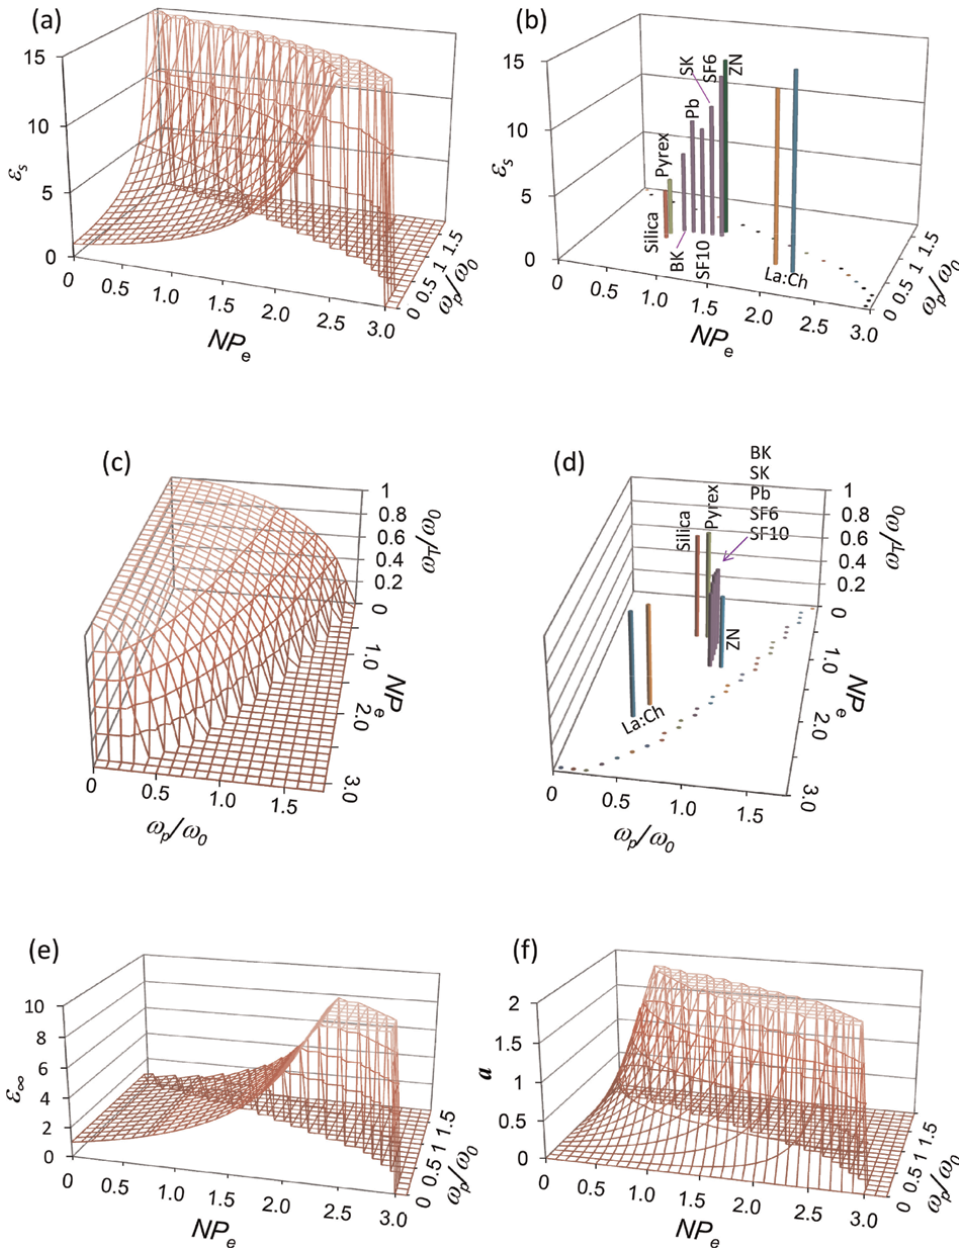 (a)
15
10
5
0
εs
0
0.5
1.0
1.5
2.0
2.5
3.0
NPe
0 0.5 1 1.5
ωp/ω0
(b)
15
10
5
0
εs
Silica
Pyrex
BK
Pb
SF10
SK
SF6
ZN
La:Ch
0
0.5
1.0
1.5
2.0
2.5
3.0
NPe
0 0.5 1 1.5
ωp/ω0
(c)
1
0.8
0.6
0.4
0.2
0
ωT/ω0
1.0
2.0
3.0
NPe
0
0.5
1.0
1.5
ωp/ω0
(d)
BK
SK
Pb
SF6
SF10
Silica
Pyrex
ZN
La:Ch
1
0.8
0.6
0.4
0.2
0
ωT/ω0
1.0
2.0
3.0
NPe
0
0.5
1.0
1.5
ωp/ω0
(e)
10
8
6
4
2
0
ε∞
0
0.5
1.0
1.5
2.0
2.5
3.0
NPe
0 0.5 1 1.5
ωp/ω0
(f)
2
1.5
1
0.5
0
a
0
0.5
1.0
1.5
2.0
2.5
3.0
NPe
0 0.5 1 1.5
ωp/ω0